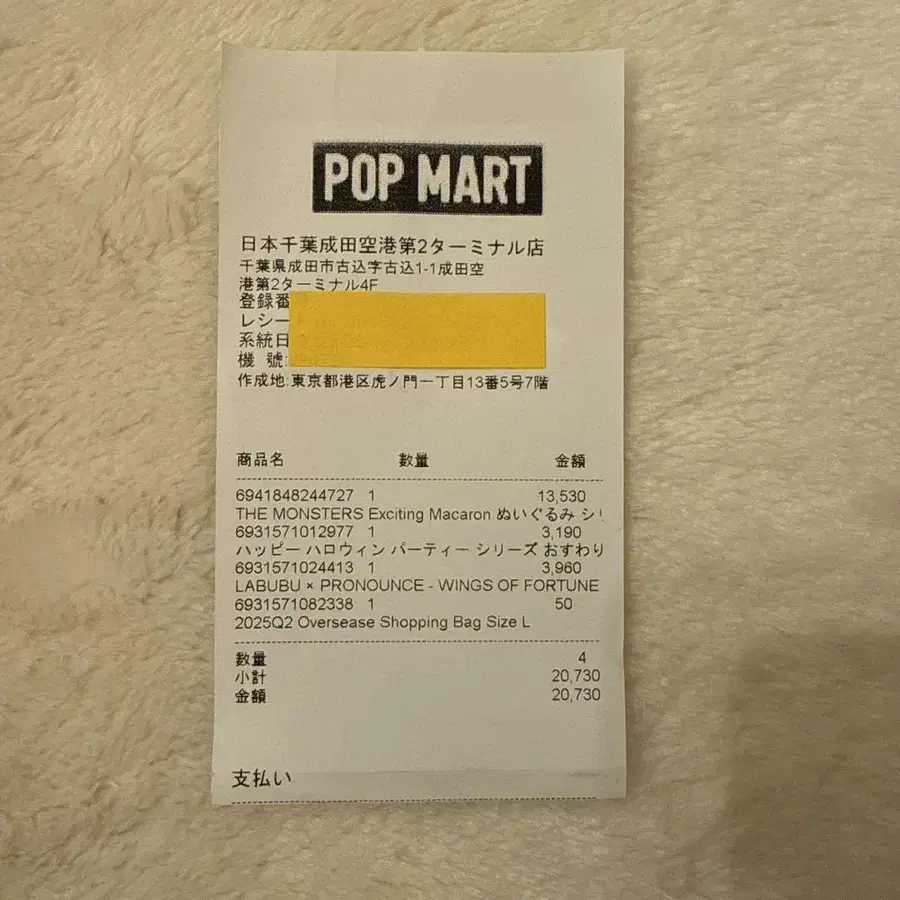 POP MART
日本千葉成田空港第2ターミナル店
千葉県成田市古込字古込1-1成田空
港第2ターミナル4F
登録番
レシー
系統日
機 號:
作成地:東京都港区虎ノ門一丁目13番5号7階
商品名 數量 金額
6941848244727 1 13,530
THE MONSTERS Exciting Macaron ぬいぐるみ シリ
6931571012977 1 3,190
ハッピー ハロウィン パーティー シリーズ おすわり
6931571024413 1 3,960
LABUBU × PRONOUNCE - WINGS OF FORTUNE
6931571082338 1 50
2025Q2 Oversease Shopping Bag Size L
數量 4
小計 20,730
金額 20,730
支払い